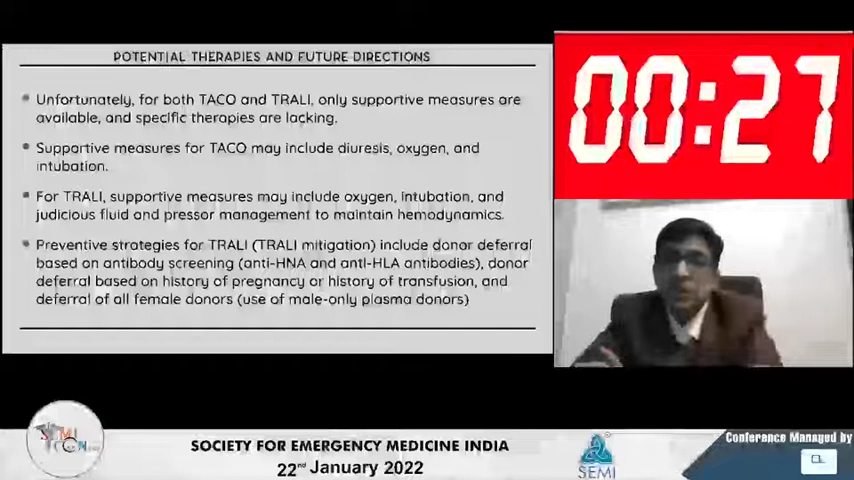 POTENTIAL THERAPIES AND FUTURE DIRECTIONS
Unfortunately, for both TACO and TRALI, only supportive measures are
available, and specific therapies are lacking.
Supportive measures for TACO may include diuresis, oxygen, and
intubation.
For TRALI, supportive measures may include oxygen, intubation, and
judicious fluid and pressor management to maintain hemodynamics.
Preventive strategies for TRALI (TRALI mitigation) include donor deferral
based on antibody screening (anti-HNA and anti-HLA antibodies), donor
deferral based on history of pregnancy or history of transfusion, and
deferral of all female donors (use of male-only plasma donors)
00:27
SOCIETY FOR EMERGENCY MEDICINE INDIA
22nd January 2022
SEMI
Conference Managed by